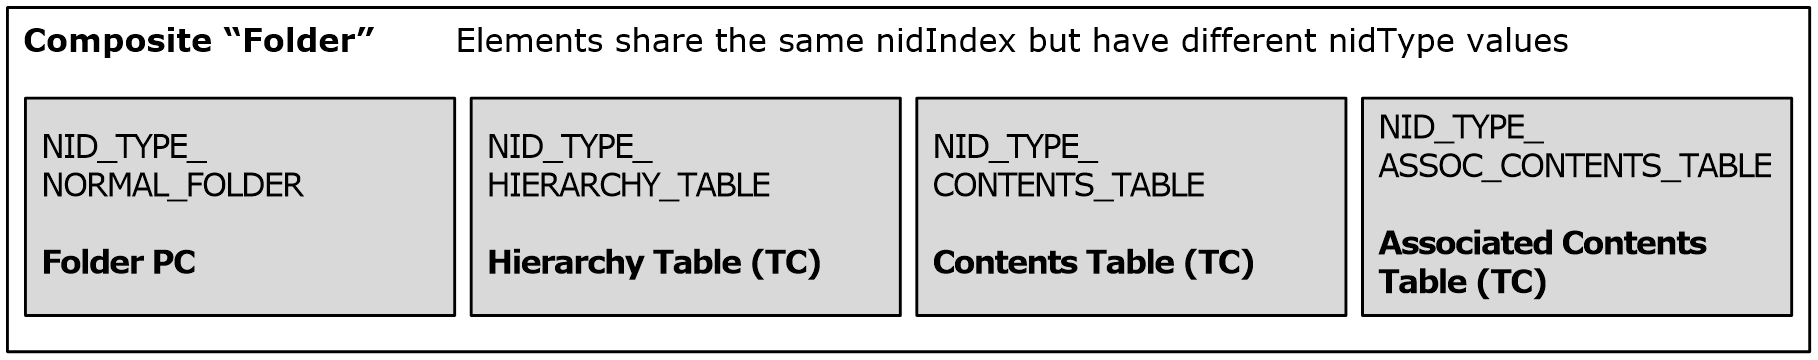 Composite “Folder” Elements share the same nidIndex but have different nidType values
NID_TYPE_
NORMAL_FOLDER
Folder PC
NID_TYPE_
HIERARCHY_TABLE
Hierarchy Table (TC)
NID_TYPE_
CONTENTS_TABLE
Contents Table (TC)
NID_TYPE_
ASSOC_CONTENTS_TABLE
Associated Contents
Table (TC)